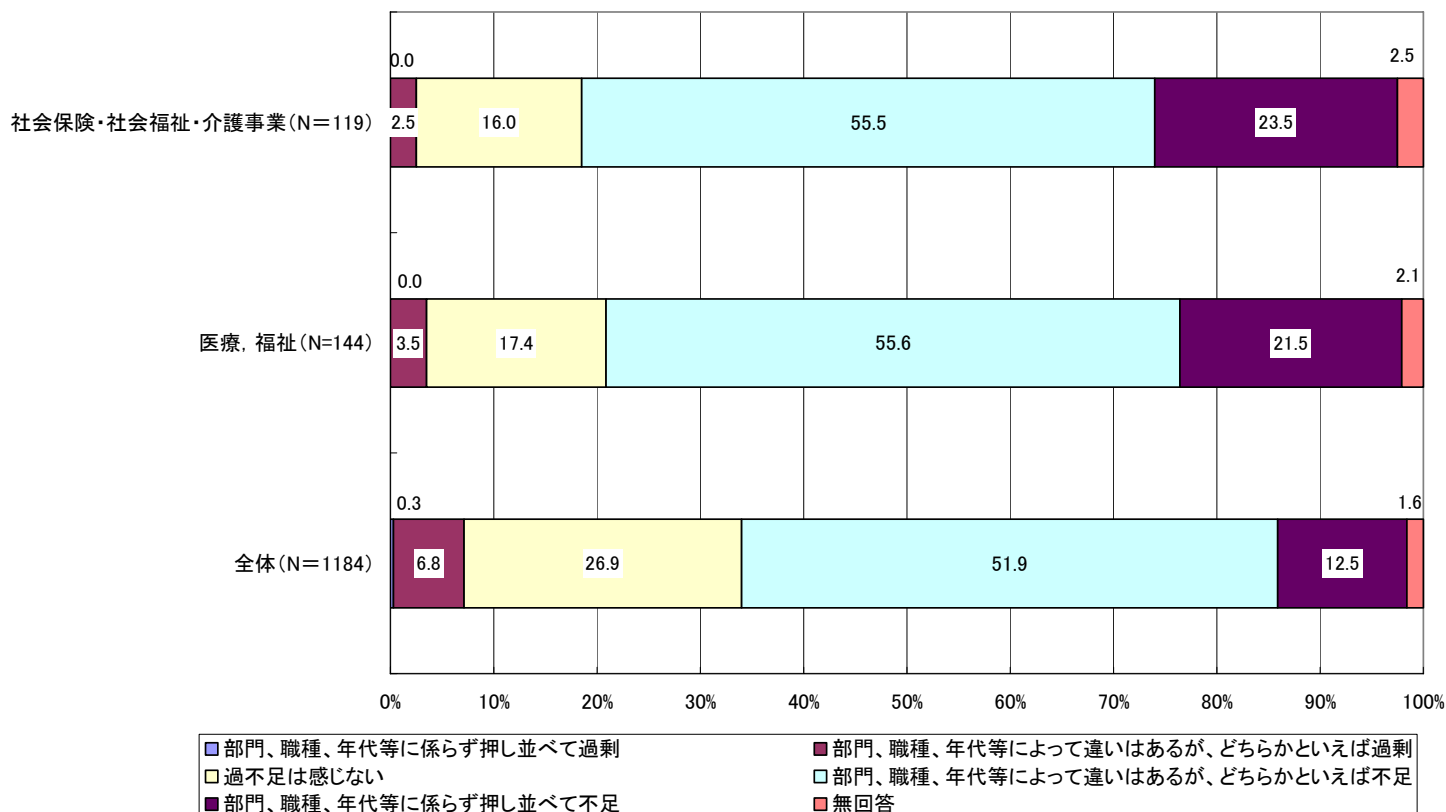 0.0 2.5
社会保険・社会福祉・介護事業(N＝119) 2.5 16.0 55.5 23.5
0.0 2.1
医療，福祉(N=144) 3.5 17.4 55.6 21.5
0.3 1.6
全体(N＝1184) 6.8 26.9 51.9 12.5
0% 10% 20% 30% 40% 50% 60% 70% 80% 90% 100%
部門、職種、年代等に係らず押し並べて過剰 部門、職種、年代等によって違いはあるが、どちらかといえば過剰
過不足は感じない 部門、職種、年代等によって違いはあるが、どちらかといえば不足
部門、職種、年代等に係らず押し並べて不足 無回答